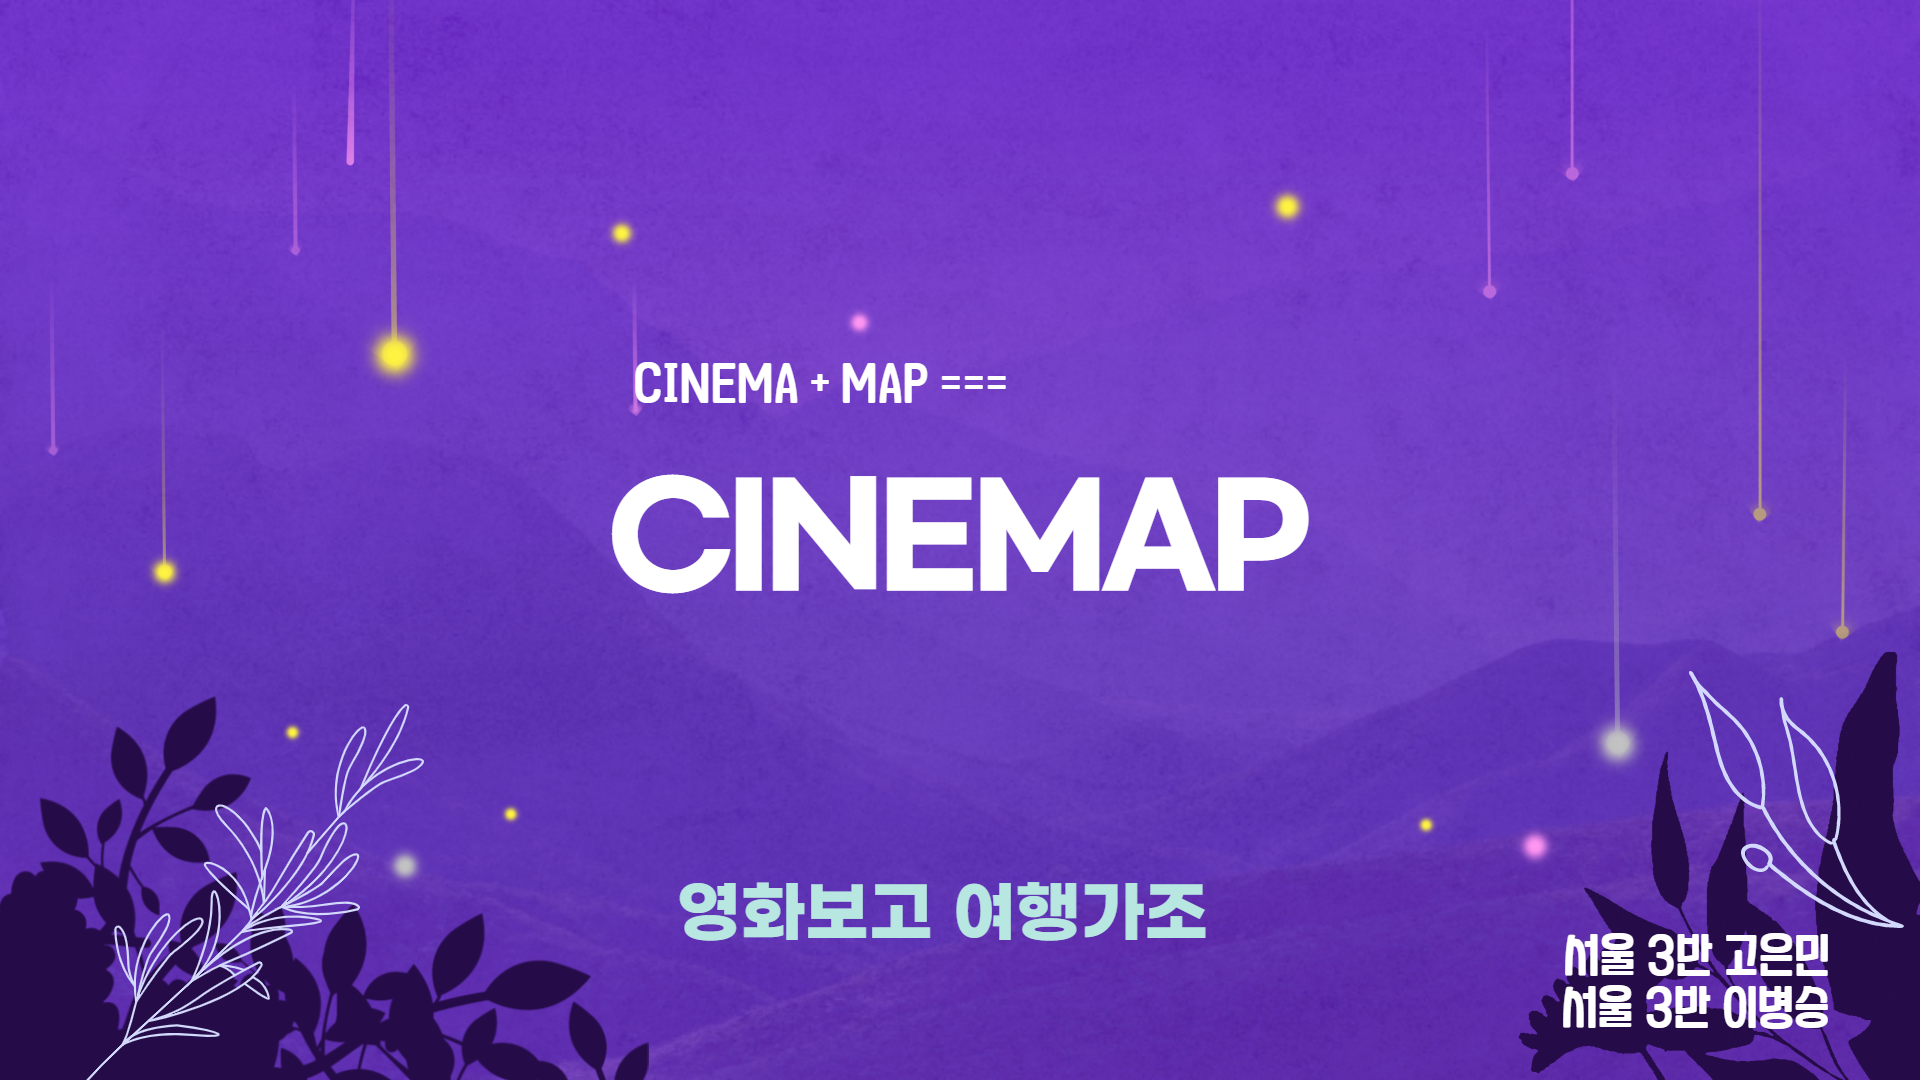 CINEMA + MAP ===
CINEMAP
영화보고 여행가조
서울 3반 고은민
서울 3반 이병승